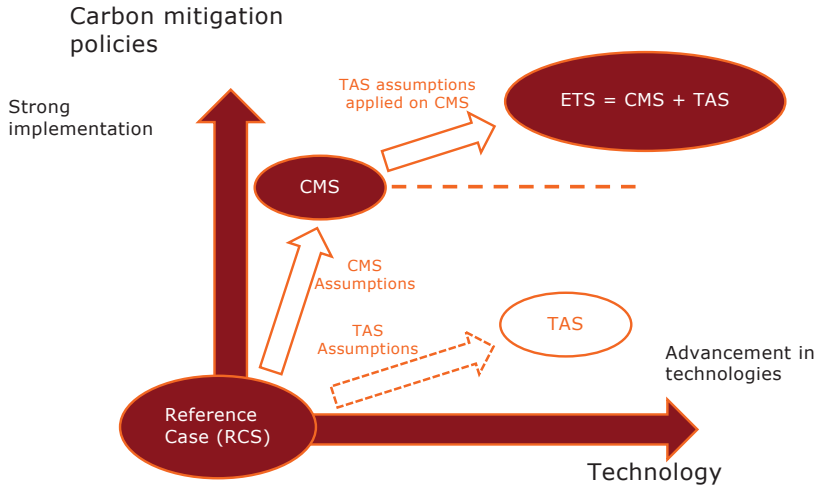 Carbon mitigation
policies
Strong
implementation
TAS assumptions
applied on CMS
ETS = CMS + TAS
CMS
CMS
Assumptions
TAS
Assumptions
TAS
Advancement in
technologies
Reference
Case (RCS)
Technology